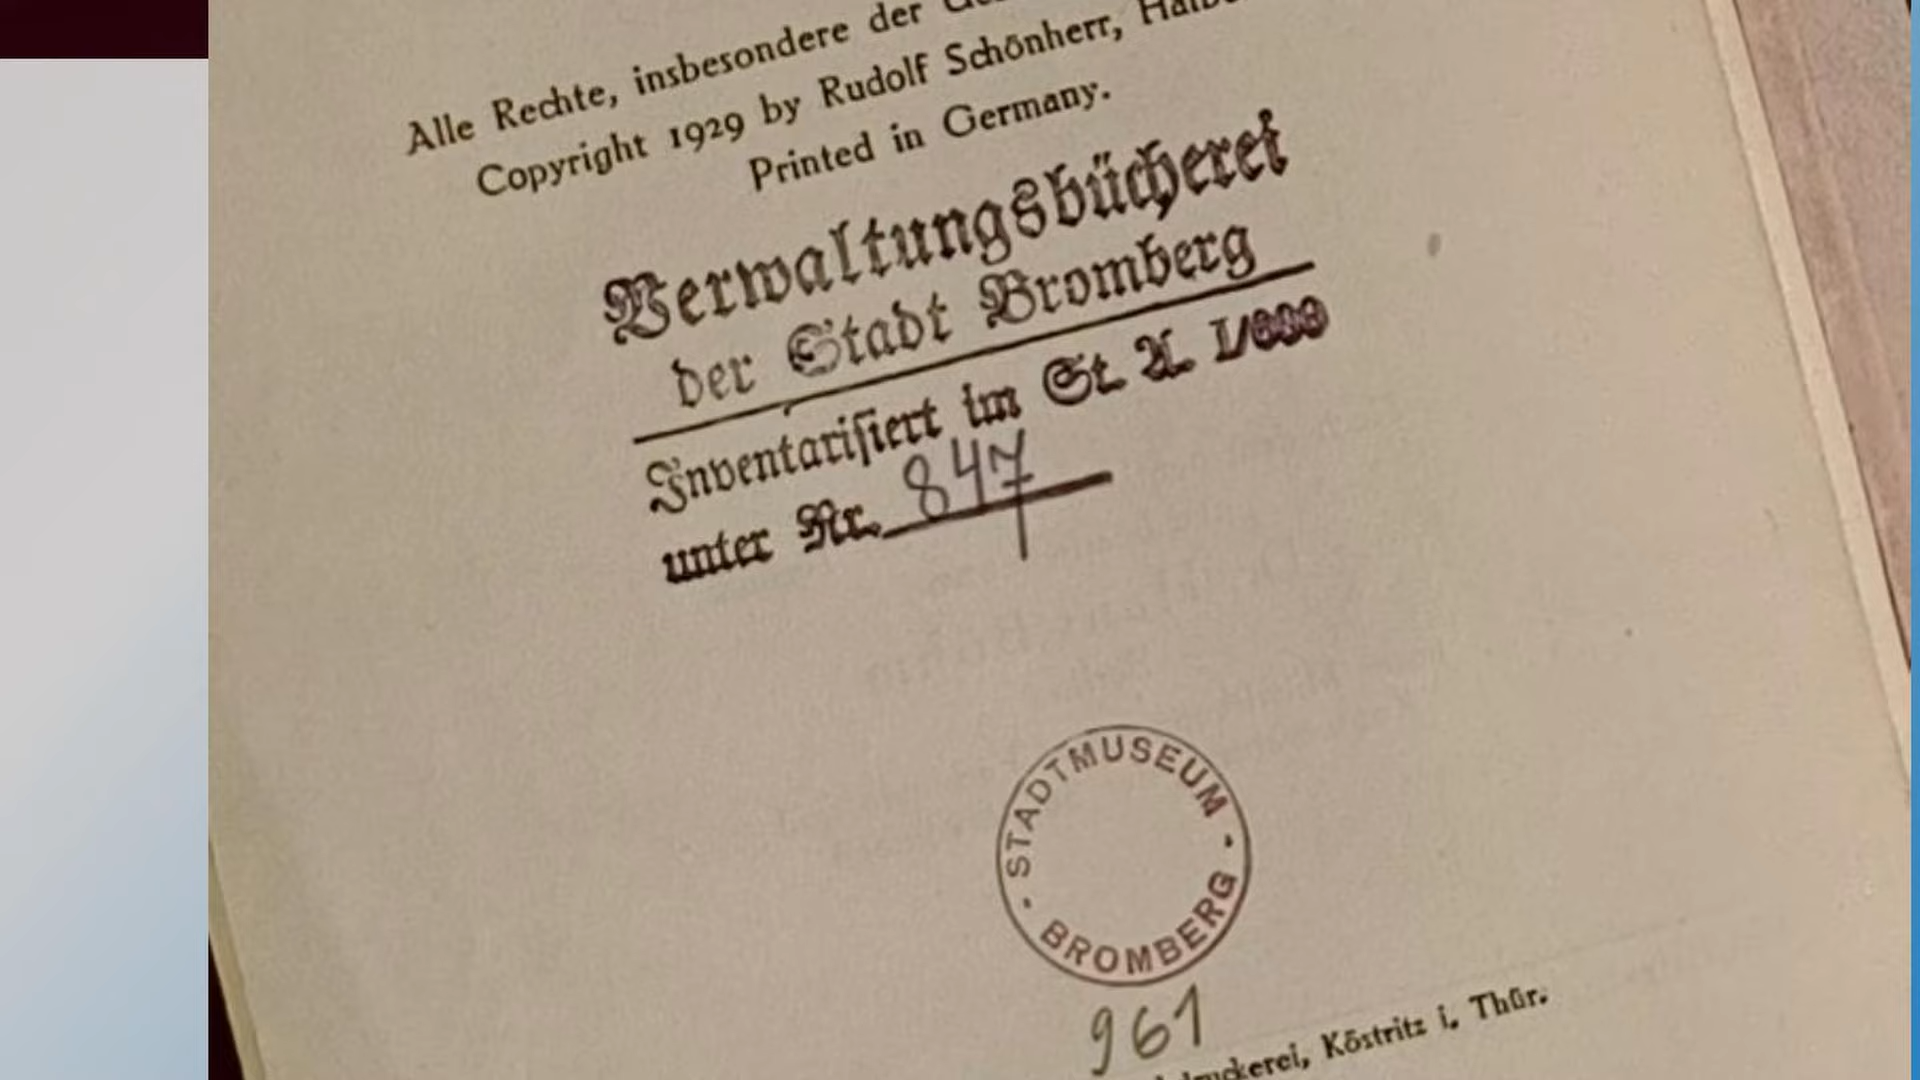 Alle Rechte, insbesondere der
Copyright 1929 by Rudolf Schönherr,
Printed in Germany.
Verwaltungsbücherei
der Stadt Bromberg
Inventarisiert im St. A. I/
unter Nr. 847
STADTMUSEUM
BROMBERG
961
Köstritz i. Thür.